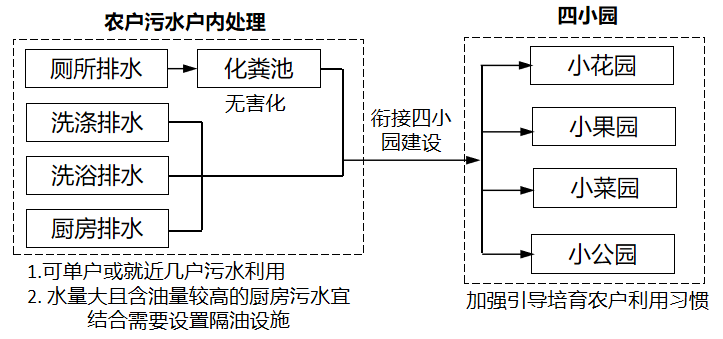 农户污水户内处理
厕所排水
化粪池
无害化
洗涤排水
洗浴排水
厨房排水
1.可单户或就近几户污水利用
2. 水量大且含油量较高的厨房污水宜
结合需要设置隔油设施
衔接四小
园建设
四小园
小花园
小果园
小菜园
小公园
加强引导培育农户利用习惯